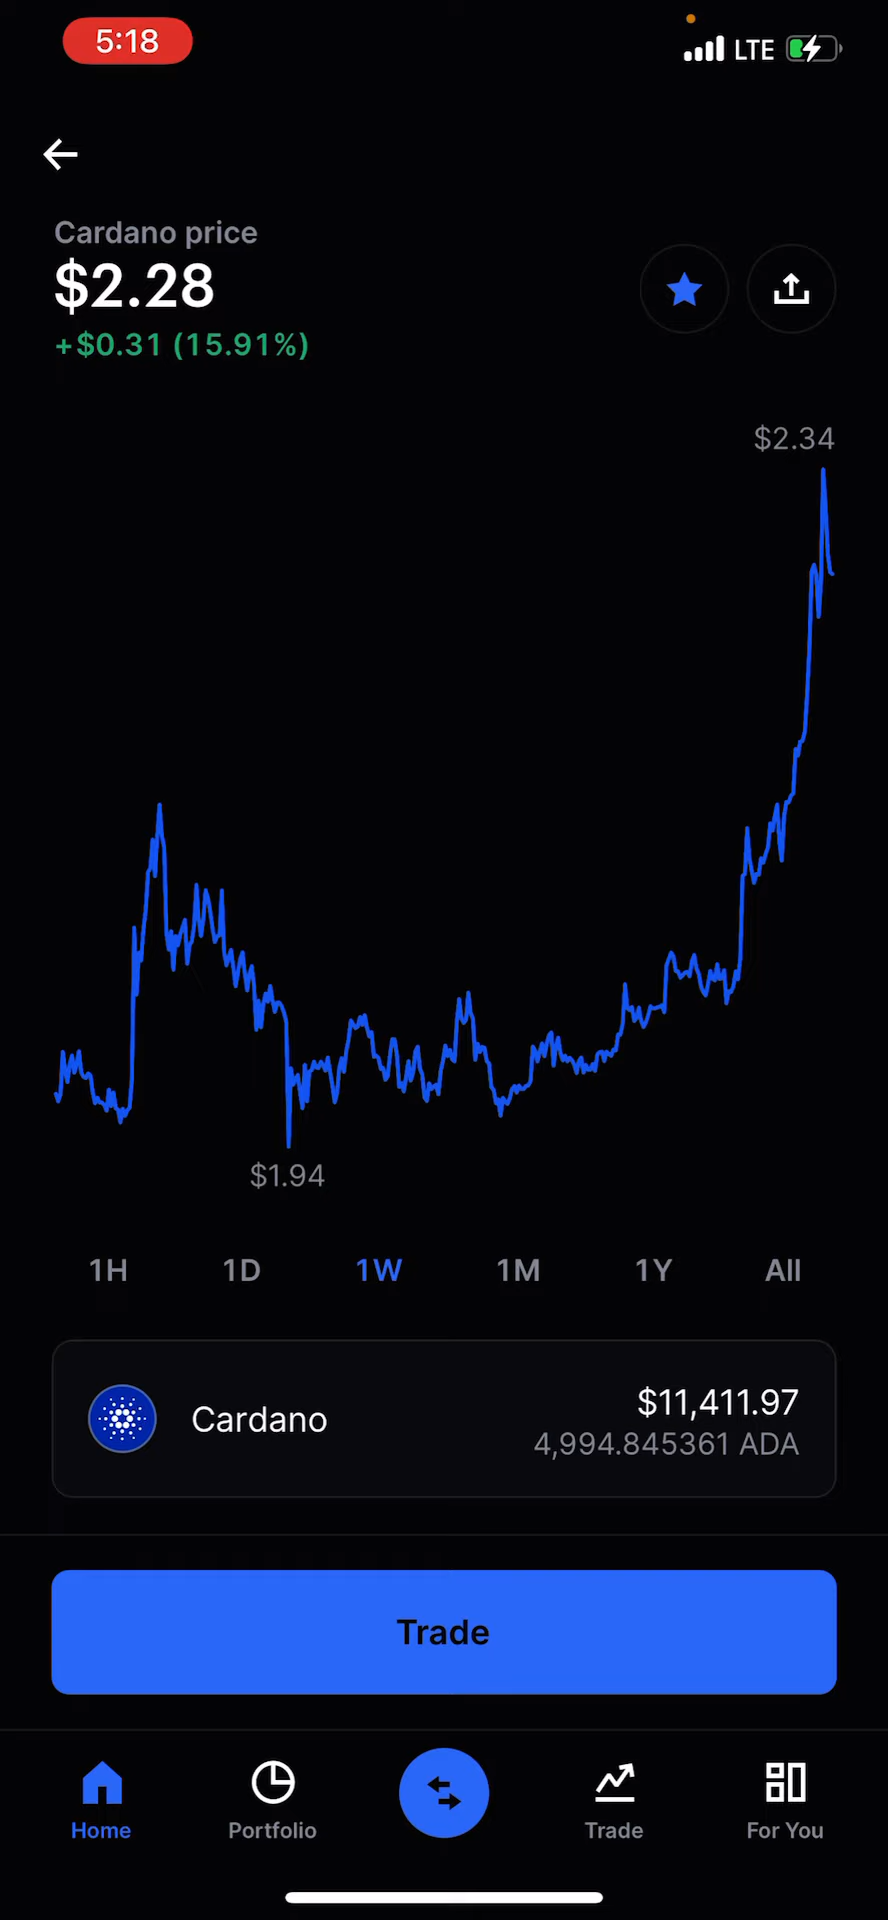 5:18
LTE
Cardano price
$2.28
+$0.31 (15.91%)
$2.34
$1.94
1H 1D 1W 1M 1Y All
Cardano
$11,411.97
4,994.845361 ADA
Trade
Home Portfolio Trade For You